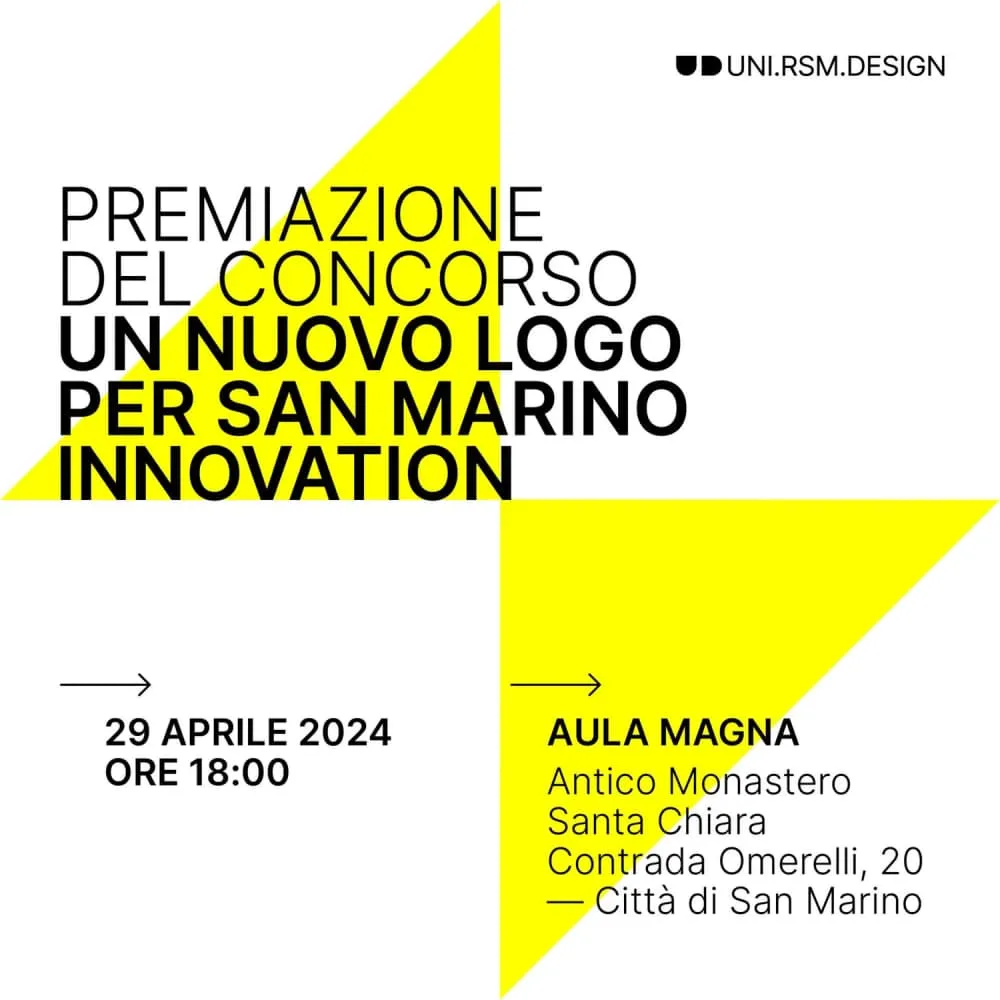 UNI.RSM.DESIGN
PREMIAZIONE
DEL CONCORSO
UN NUOVO LOGO
PER SAN MARINO
INNOVATION
29 APRILE 2024
ORE 18:00
AULA MAGNA
Antico Monastero
Santa Chiara
Contrada Omerelli, 20
— Città di San Marino